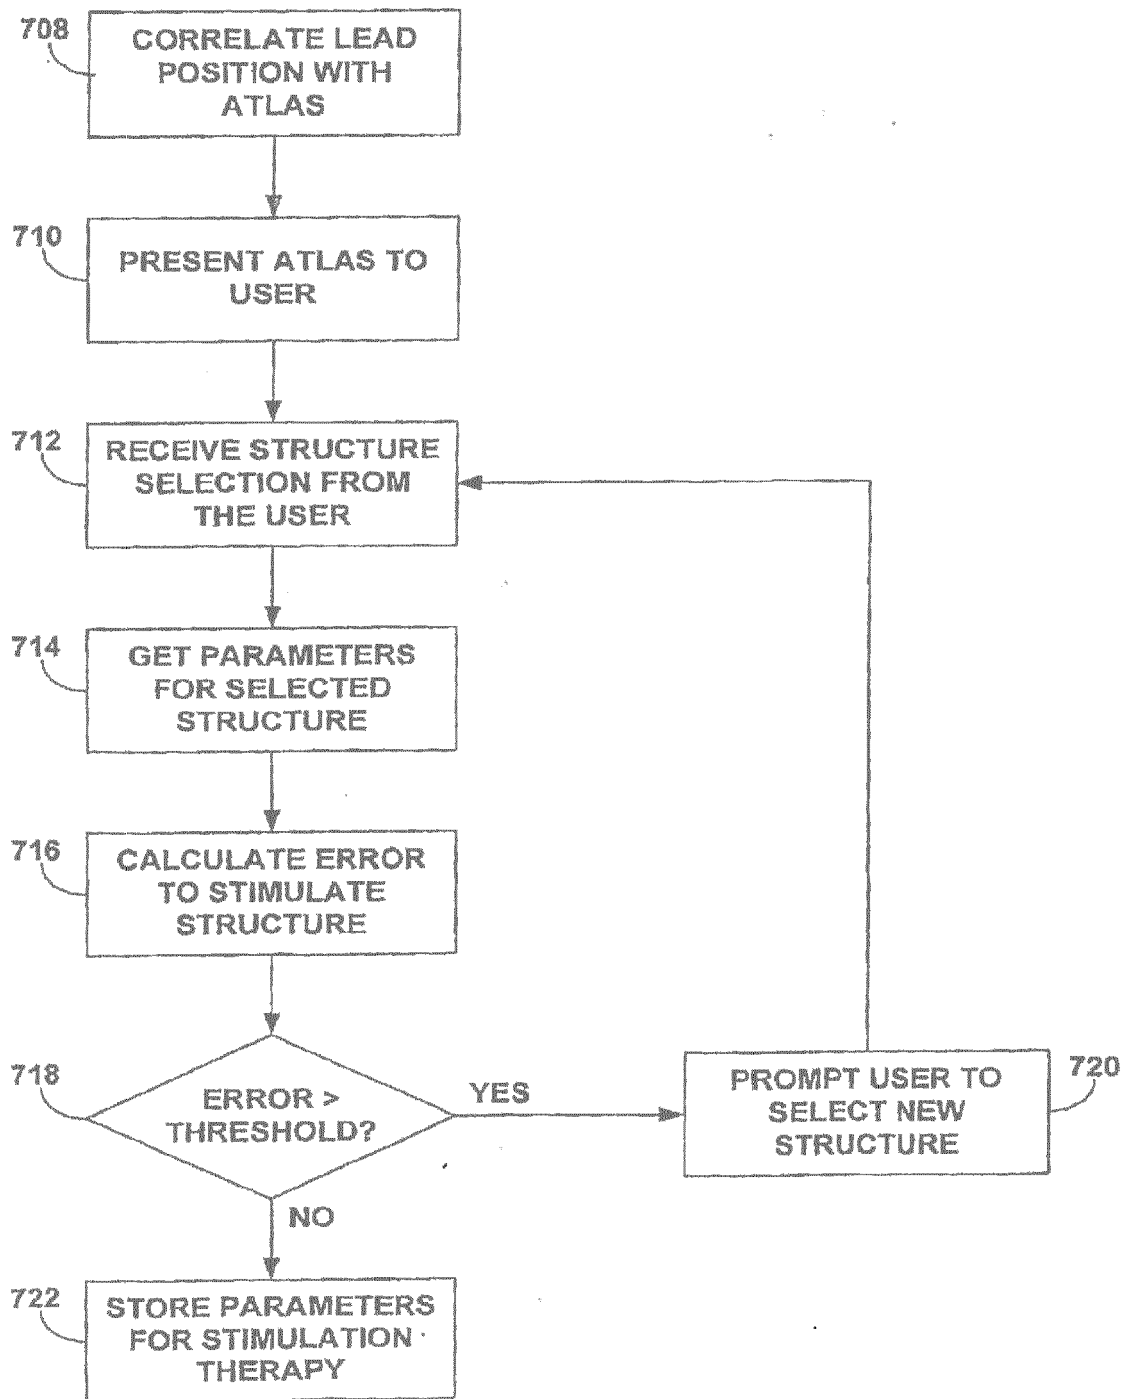 708
CORRELATE LEAD
POSITION WITH
ATLAS
710
PRESENT ATLAS TO
USER
712
RECEIVE STRUCTURE
SELECTION FROM
THE USER
714
GET PARAMETERS
FOR SELECTED
STRUCTURE
716
CALCULATE ERROR
TO STIMULATE
STRUCTURE
718
ERROR >
THRESHOLD?
YES
PROMPT USER TO
SELECT NEW
STRUCTURE
720
NO
722
STORE PARAMETERS
FOR STIMULATION
THERAPY